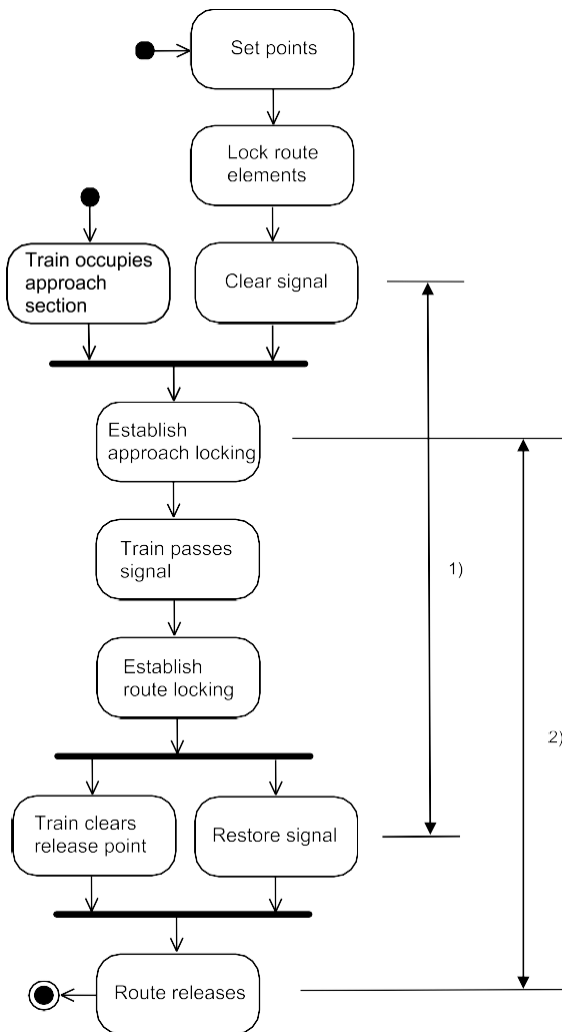 Set points
Lock route
elements
Train occupies
approach
section
Clear signal
Establish
approach locking
Train passes
signal
1)
Establish
route locking
2)
Train clears
release point
Restore signal
Route releases